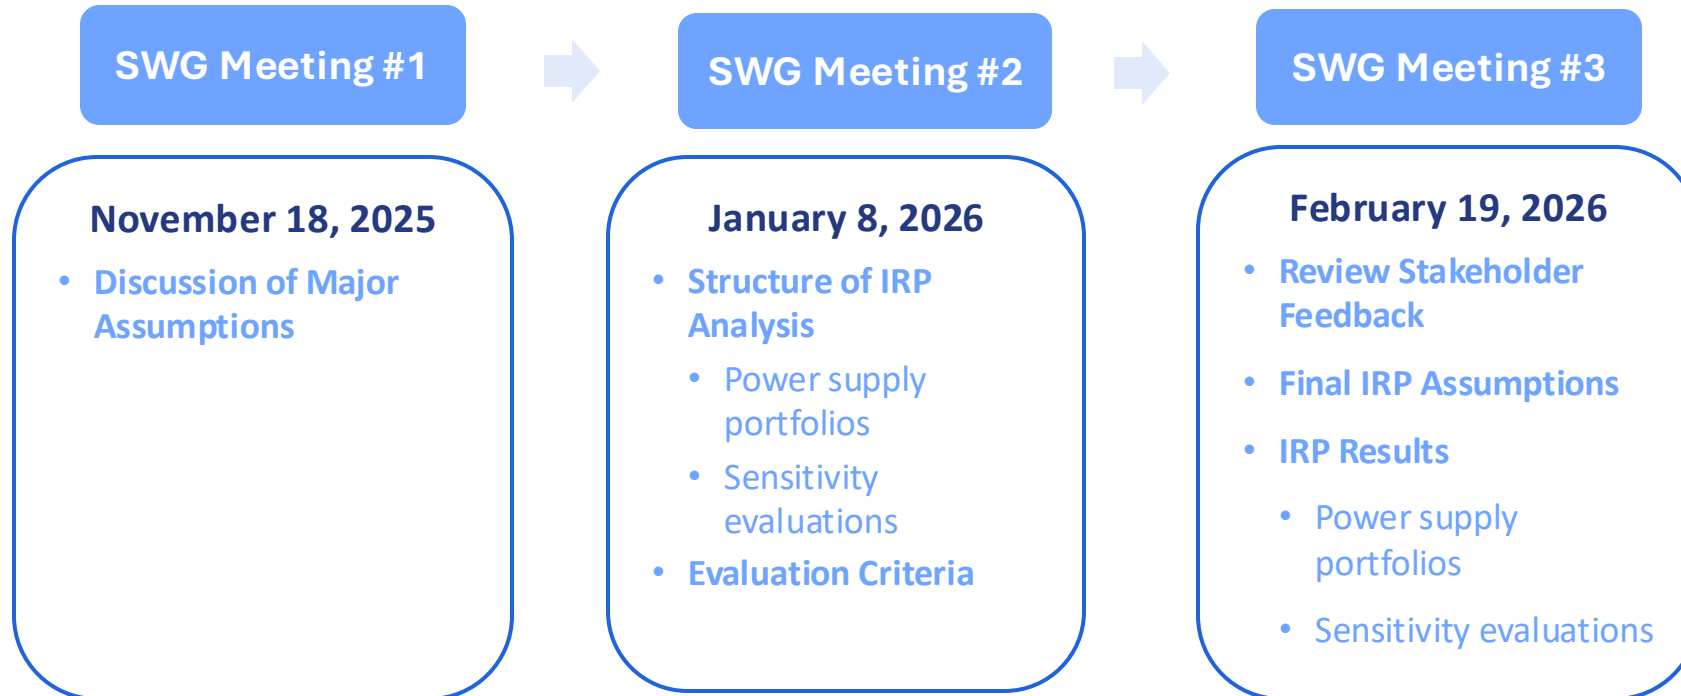 SWG Meeting #1
November 18, 2025
• Discussion of Major
Assumptions
SWG Meeting #2
January 8, 2026
• Structure of IRP
Analysis
• Power supply
portfolios
• Sensitivity
evaluations
• Evaluation Criteria
SWG Meeting #3
February 19, 2026
• Review Stakeholder
Feedback
• Final IRP Assumptions
• IRP Results
• Power supply
portfolios
• Sensitivity evaluations